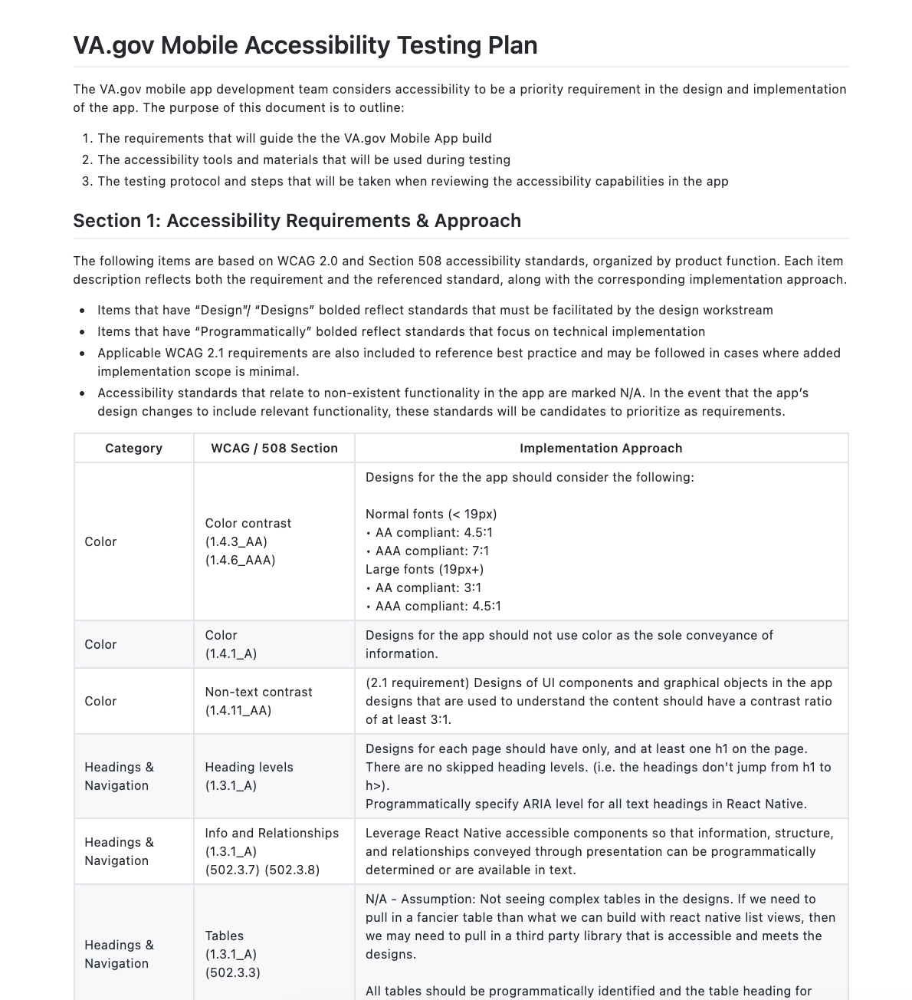 VA.gov Mobile Accessibility Testing Plan
The VA.gov mobile app development team considers accessibility to be a priority requirement in the design and implementation
of the app. The purpose of this document is to outline:
1. The requirements that will guide the the VA.gov Mobile App build
2. The accessibility tools and materials that will be used during testing
3. The testing protocol and steps that will be taken when reviewing the accessibility capabilities in the app
Section 1: Accessibility Requirements & Approach
The following items are based on WCAG 2.0 and Section 508 accessibility standards, organized by product function. Each item
description reflects both the requirement and the referenced standard, along with the corresponding implementation approach.
• Items that have “Design”/ “Designs” bolded reflect standards that must be facilitated by the design workstream
• Items that have “Programmatically” bolded reflect standards that focus on technical implementation
• Applicable WCAG 2.1 requirements are also included to reference best practice and may be followed in cases where added
implementation scope is minimal.
• Accessibility standards that relate to non-existent functionality in the app are marked N/A. In the event that the app’s
design changes to include relevant functionality, these standards will be candidates to prioritize as requirements.
Category
WCAG / 508 Section
Implementation Approach
Color
Color contrast
(1.4.3_AA)
(1.4.6_AAA)
Designs for the the app should consider the following:
Normal fonts (< 19px)
• AA compliant: 4.5:1
• AAA compliant: 7:1
Large fonts (19px+)
• AA compliant: 3:1
• AAA compliant: 4.5:1
Color
Color
(1.4.1_A)
Designs for the app should not use color as the sole conveyance of
information.
Color
Non-text contrast
(1.4.11_AA)
(2.1 requirement) Designs of UI components and graphical objects in the app
designs that are used to understand the content should have a contrast ratio
of at least 3:1.
Headings &
Navigation
Heading levels
(1.3.1_A)
Designs for each page should have only, and at least one h1 on the page.
There are no skipped heading levels. (i.e. the headings don't jump from h1 to
h>).
Programmatically specify ARIA level for all text headings in React Native.
Headings &
Navigation
Info and Relationships
(1.3.1_A)
(502.3.7) (502.3.8)
Leverage React Native accessible components so that information, structure,
and relationships conveyed through presentation can be programmatically
determined or are available in text.
Headings &
Navigation
Tables
(1.3.1_A)
(502.3.3)
N/A - Assumption: Not seeing complex tables in the designs. If we need to
pull in a fancier table than what we can build with react native list views, then
we may need to pull in a third party library that is accessible and meets the
designs.
All tables should be programmatically identified and the table heading for